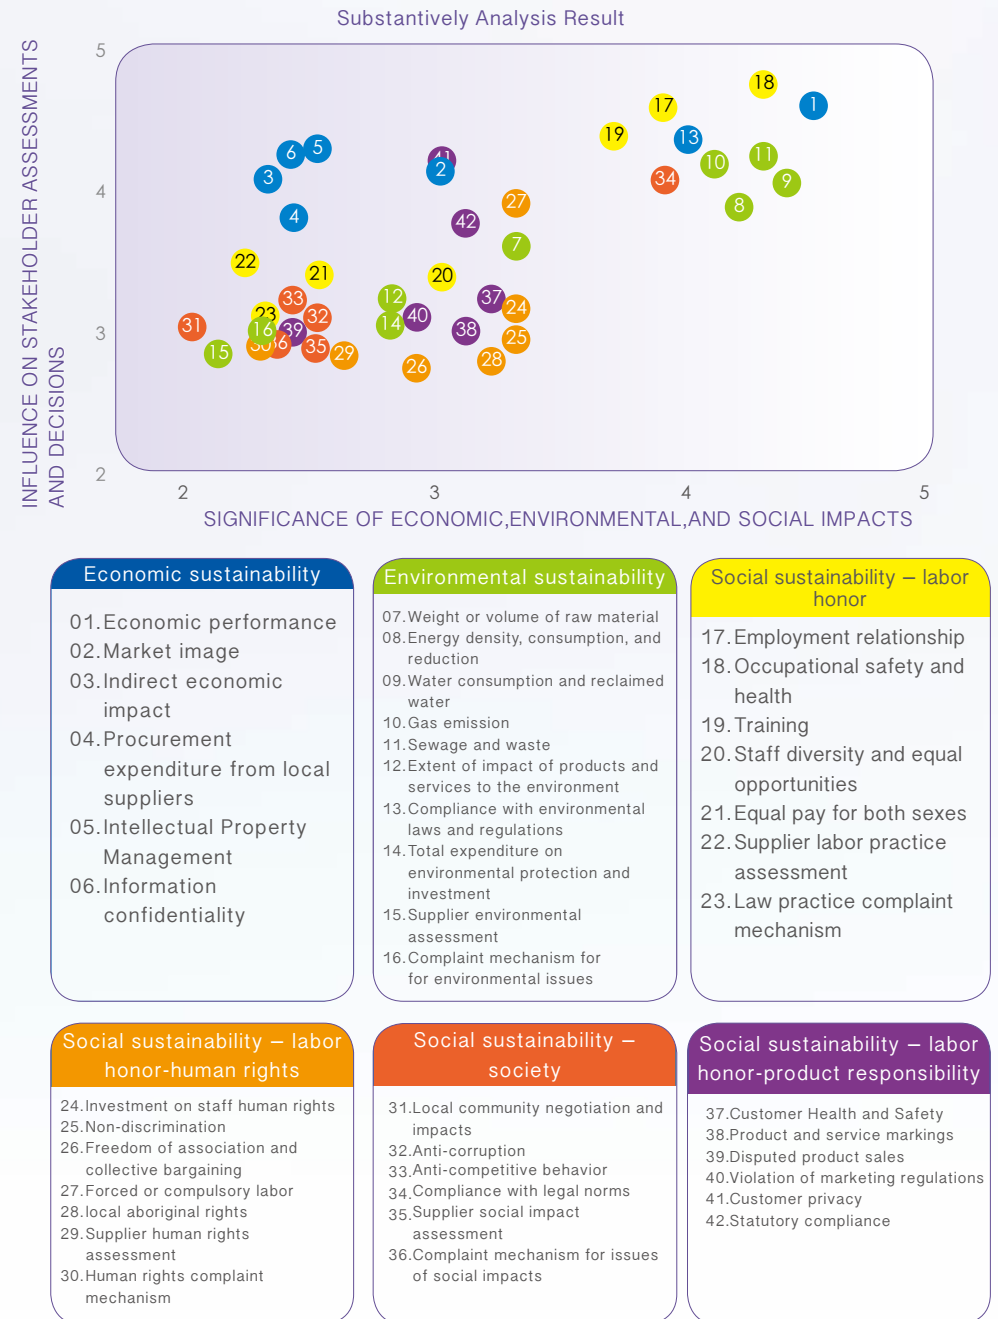 Substantively Analysis Result
INFLUENCE ON STAKEHOLDER ASSESSMENTS
AND DECISIONS
5
4
3
2
18
1
17
19
13
11
10
9
34
8
6
5
41
2
3
27
4
42
7
22
21
20
12
37
33
24
23
32
40
14
31
16
39
38
25
30
36
35
15
29
28
26
2
3
4
5
SIGNIFICANCE OF ECONOMIC,ENVIRONMENTAL,AND SOCIAL IMPACTS
Economic sustainability
01.Economic performance
02.Market image
03.Indirect economic
impact
04.Procurement
expenditure from local
suppliers
05.Intellectual Property
Management
06.Information
confidentiality
Environmental sustainability
07.Weight or volume of raw material
08.Energy density, consumption, and
reduction
09.Water consumption and reclaimed
water
10.Gas emission
11.Sewage and waste
12.Extent of impact of products and
services to the environment
13.Compliance with environmental
laws and regulations
14.Total expenditure on
environmental protection and
investment
15.Supplier environmental
assessment
16.Complaint mechanism for
for environmental issues
Social sustainability – labor
honor
17.Employment relationship
18.Occupational safety and
health
19.Training
20.Staff diversity and equal
opportunities
21.Equal pay for both sexes
22.Supplier labor practice
assessment
23.Law practice complaint
mechanism
Social sustainability – labor
honor-human rights
24.Investment on staff human rights
25.Non-discrimination
26.Freedom of association and
collective bargaining
27.Forced or compulsory labor
28.local aboriginal rights
29.Supplier human rights
assessment
30.Human rights complaint
mechanism
Social sustainability –
society
31.Local community negotiation and
impacts
32.Anti-corruption
33.Anti-competitive behavior
34.Compliance with legal norms
35.Supplier social impact
assessment
36.Complaint mechanism for issues
of social impacts
Social sustainability – labor
honor-product responsibility
37.Customer Health and Safety
38.Product and service markings
39.Disputed product sales
40.Violation of marketing regulations
41.Customer privacy
42.Statutory compliance